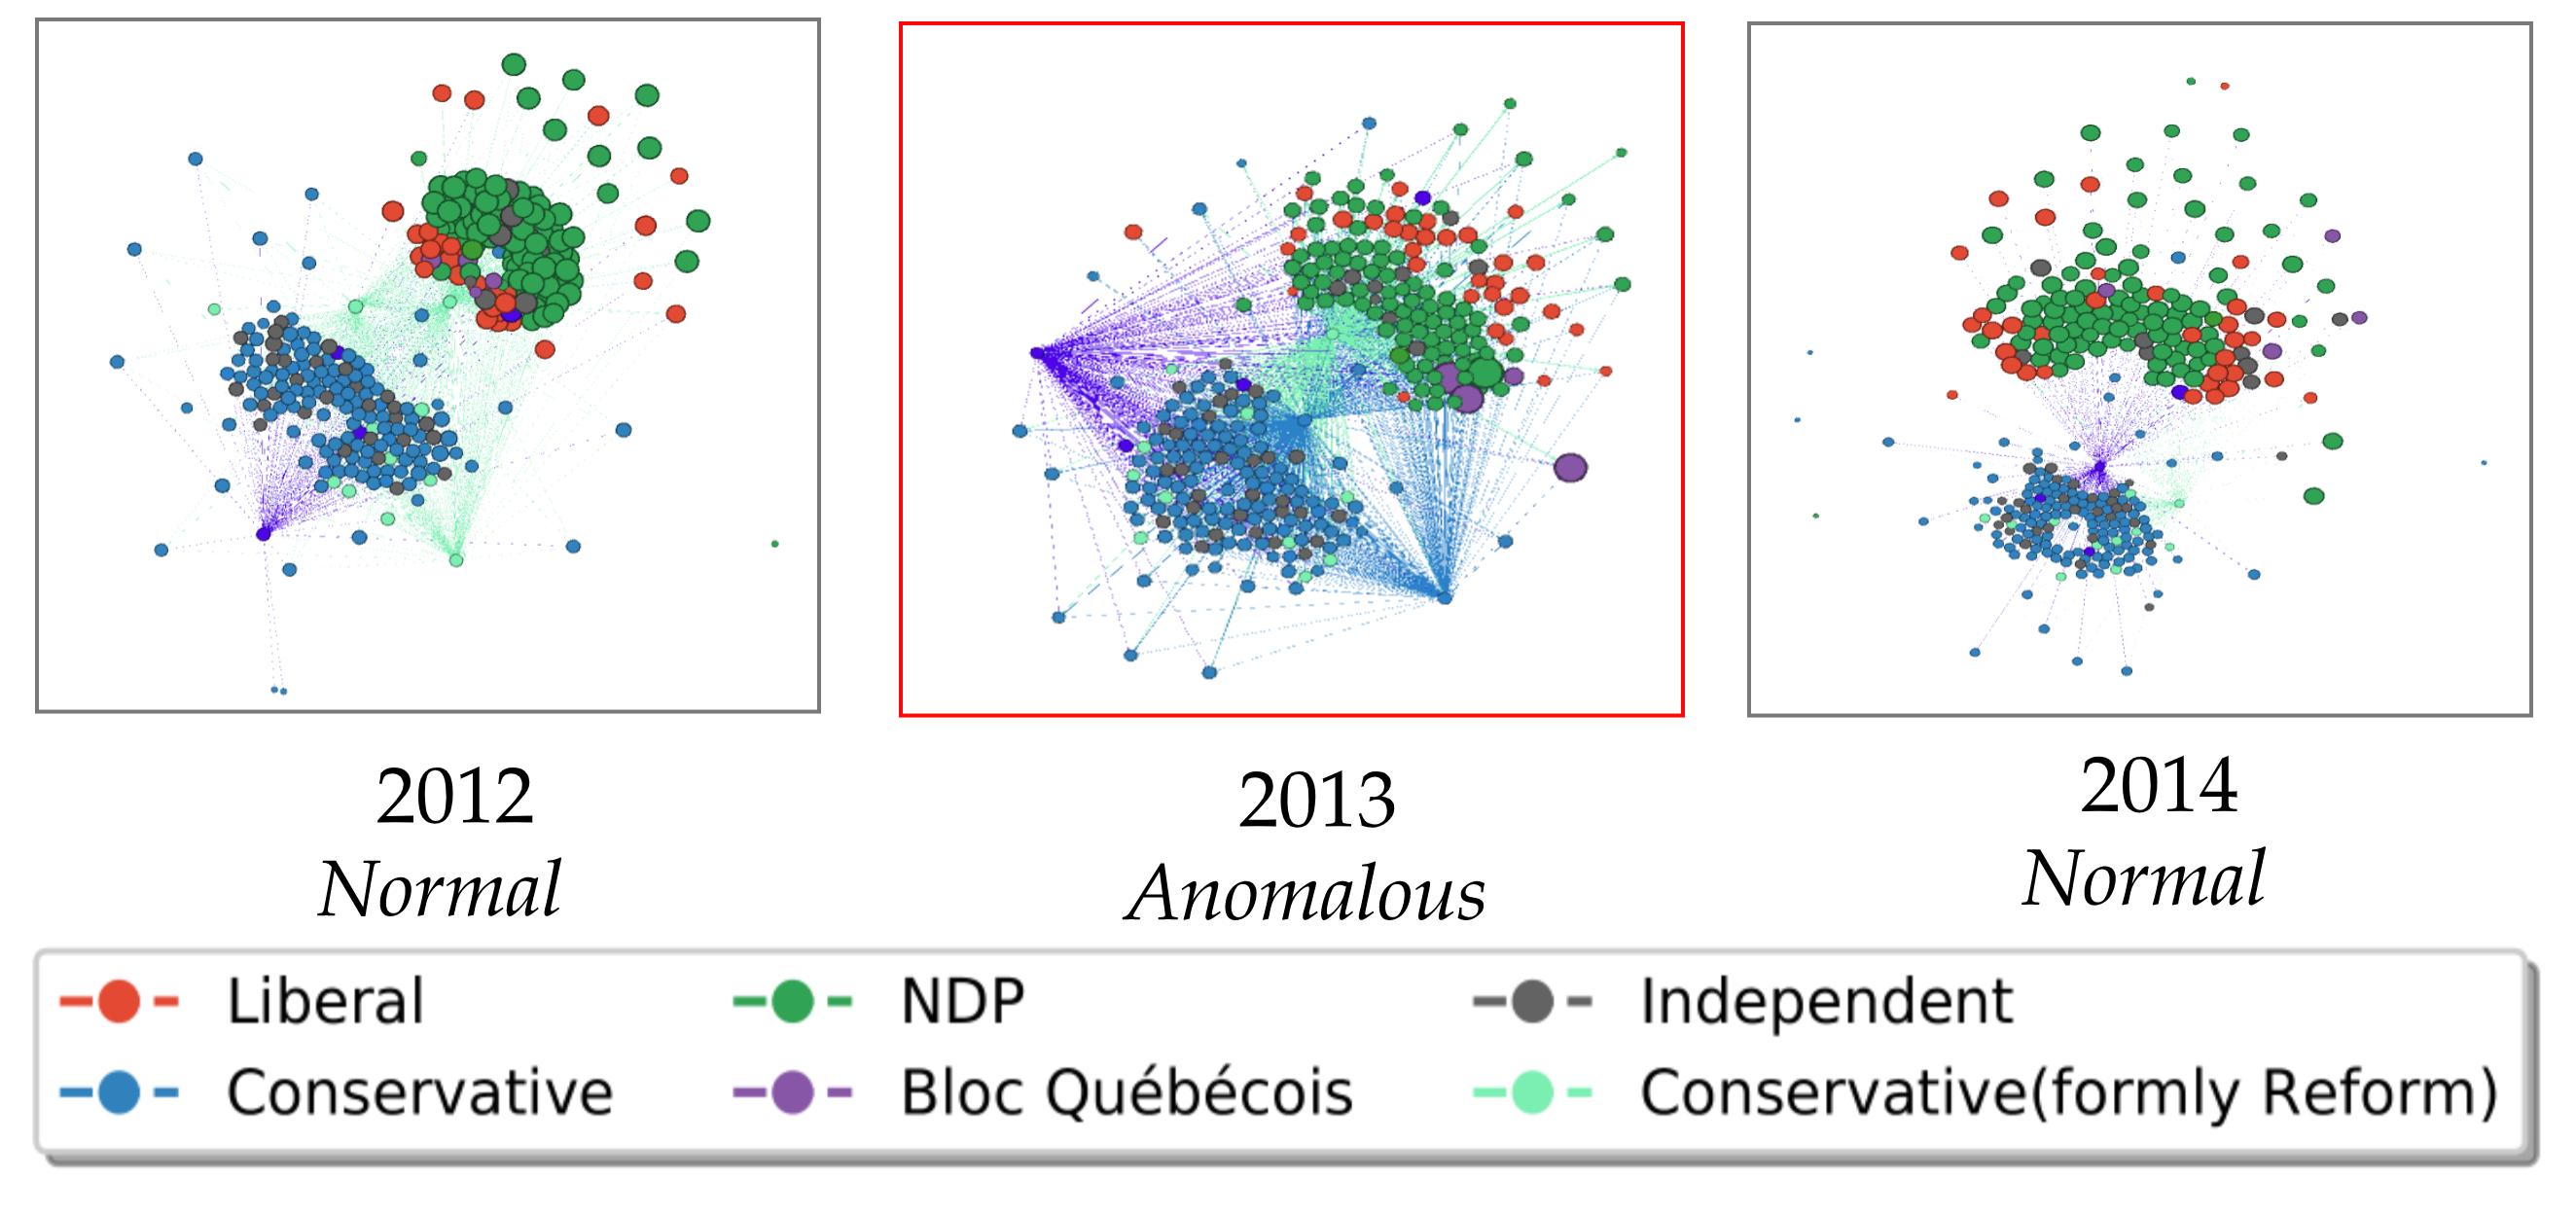 2012
Normal
2013
Anomalous
2014
Normal
Liberal
NDP
Independent
Conservative
Bloc Québécois
Conservative(formly Reform)